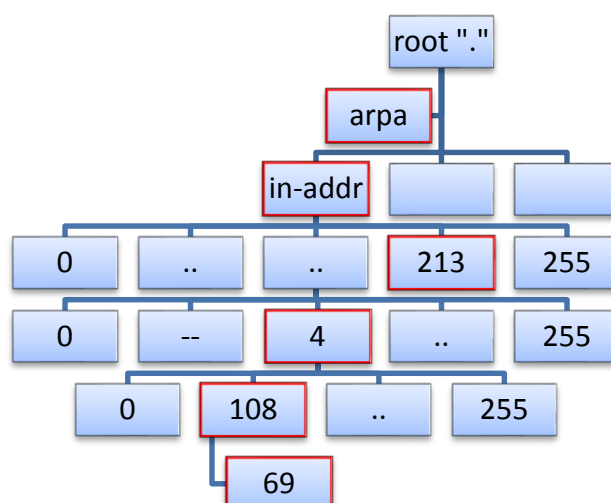 root "."
arpa
in-addr
0 .. .. 213 255
0 -- 4 .. 255
0 108 .. 255
69